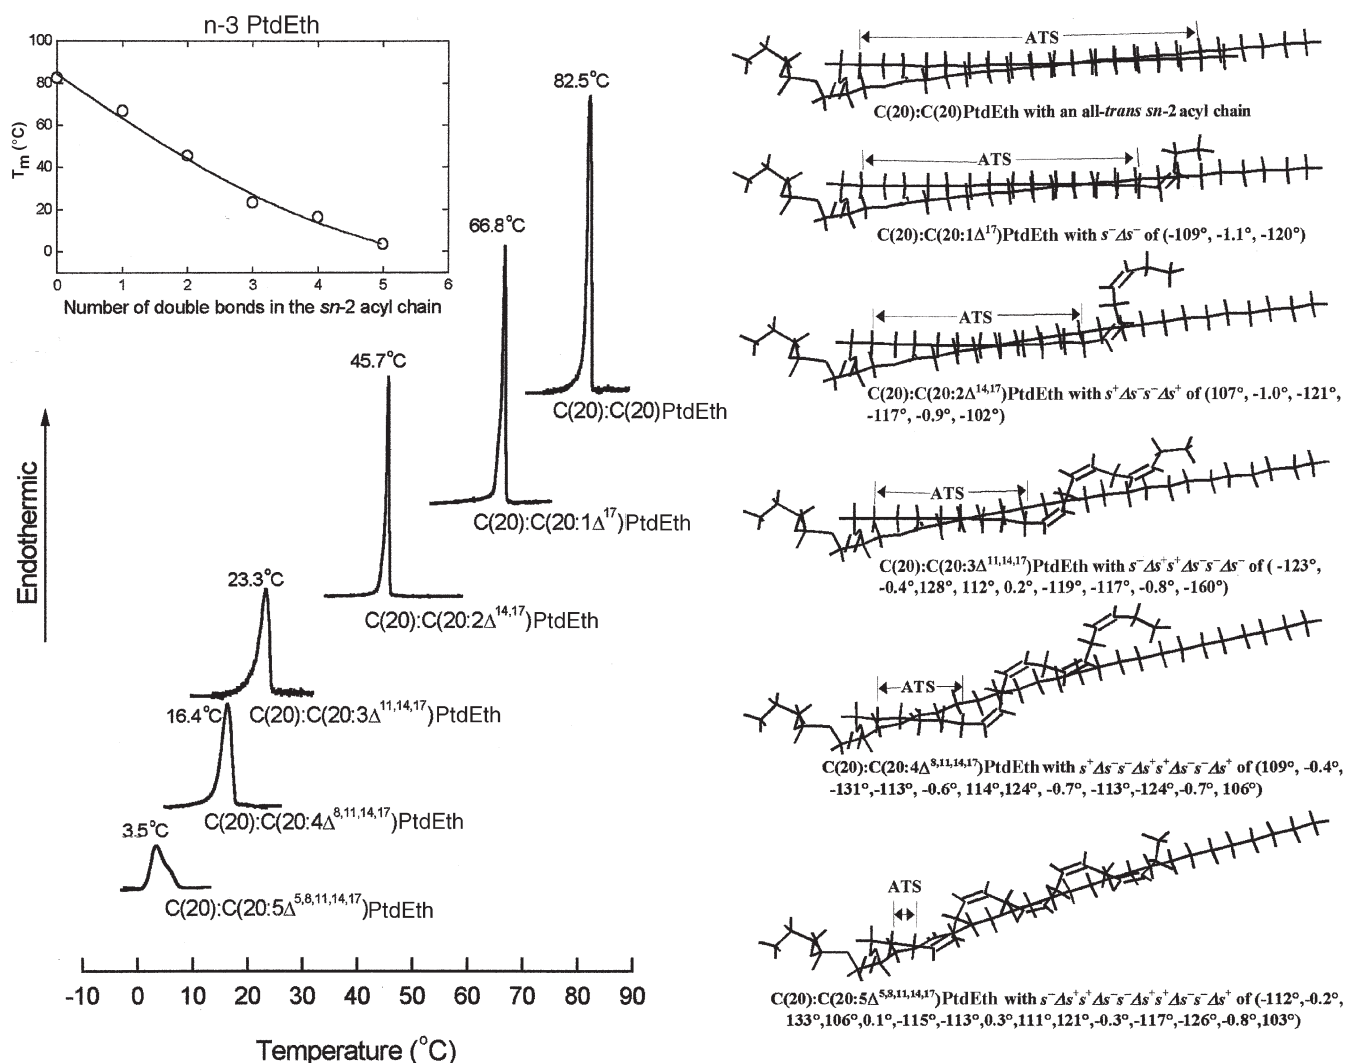 n-3 PtdEth
100
80
60
40
20
0
Tm (°C)
0 1 2 3 4 5 6
Number of double bonds in the sn-2 acyl chain
82.5°C
C(20):C(20)PtdEth
66.8°C
C(20):C(20:1Δ17)PtdEth
45.7°C
C(20):C(20:2Δ14,17)PtdEth
23.3°C
C(20):C(20:3Δ11,14,17)PtdEth
16.4°C
C(20):C(20:4Δ8,11,14,17)PtdEth
3.5°C
C(20):C(20:5Δ5,8,11,14,17)PtdEth
Endothermic
-10 0 10 20 30 40 50 60 70 80 90
Temperature (°C)
ATS
C(20):C(20)PtdEth with an all-trans sn-2 acyl chain
ATS
C(20):C(20:1Δ17)PtdEth with s⁻Δs⁻ of (-109°, -1.1°, -120°)
ATS
C(20):C(20:2Δ14,17)PtdEth with s⁺Δs⁻s⁻Δs⁺ of (107°, -1.0°, -121°,
-117°, -0.9°, -102°)
ATS
C(20):C(20:3Δ11,14,17)PtdEth with s⁻Δs⁺s⁺Δs⁻s⁻Δs⁻ of ( -123°,
-0.4°,128°, 112°, 0.2°, -119°, -117°, -0.8°, -160°)
ATS
C(20):C(20:4Δ8,11,14,17)PtdEth with s⁺Δs⁻s⁻Δs⁺s⁺Δs⁻s⁻Δs⁺ of (109°, -0.4°,
-131°,-113°, -0.6°, 114°,124°, -0.7°, -113°,-124°,-0.7°, 106°)
ATS
C(20):C(20:5Δ5,8,11,14,17)PtdEth with s⁻Δs⁺s⁺Δs⁻s⁻Δs⁺s⁺Δs⁻s⁻Δs⁺ of (-112°,-0.2°,
133°,106°,0.1°,-115°,-113°,0.3°,111°,121°,-0.3°,-117°,-126°,-0.8°,103°)